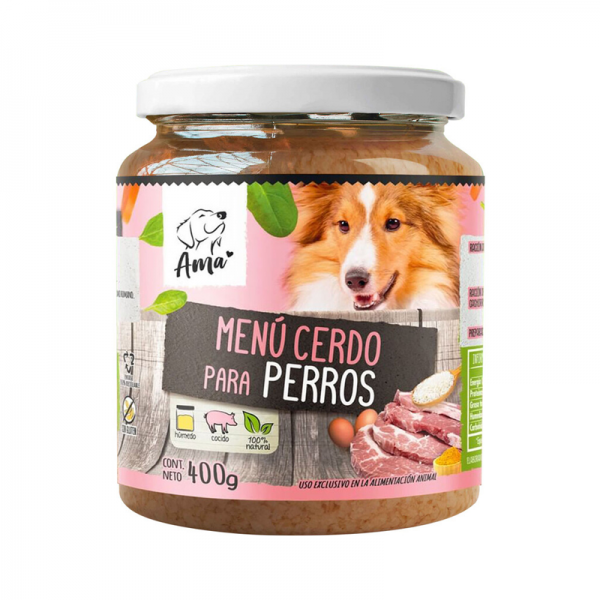 Ama
MENÚ CERDO
PARA PERROS
húmedo
cocido
100%
natural
CONT.
NETO 400g
USO EXCLUSIVO EN LA ALIMENTACIÓN ANIMAL